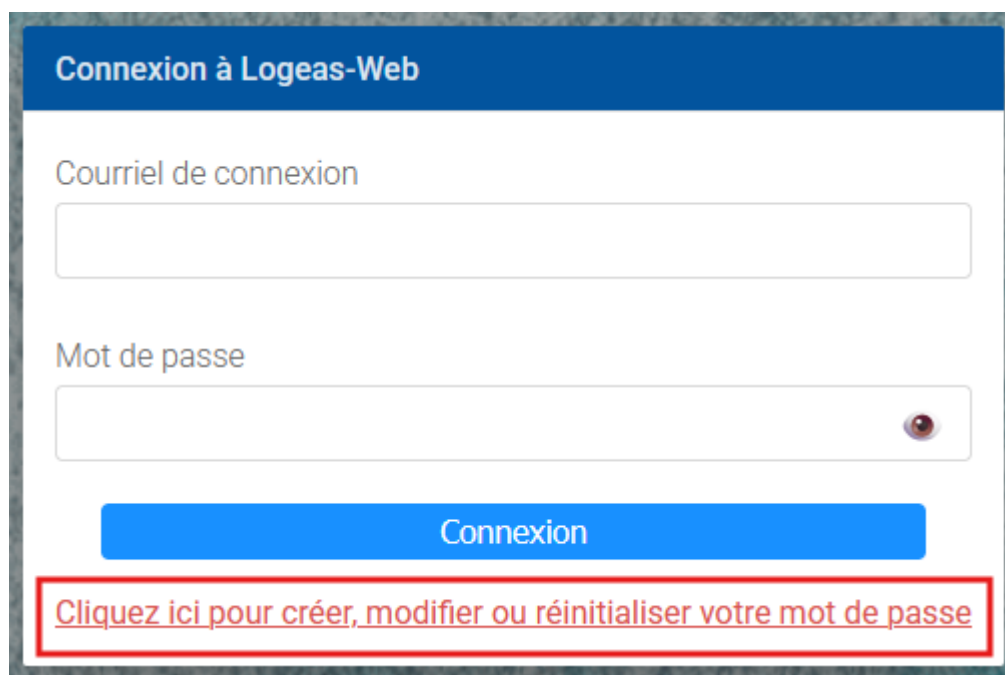 Connexion à Logeas-Web
Courriel de connexion
Mot de passe
Connexion
Cliquez ici pour créer, modifier ou réinitialiser votre mot de passe